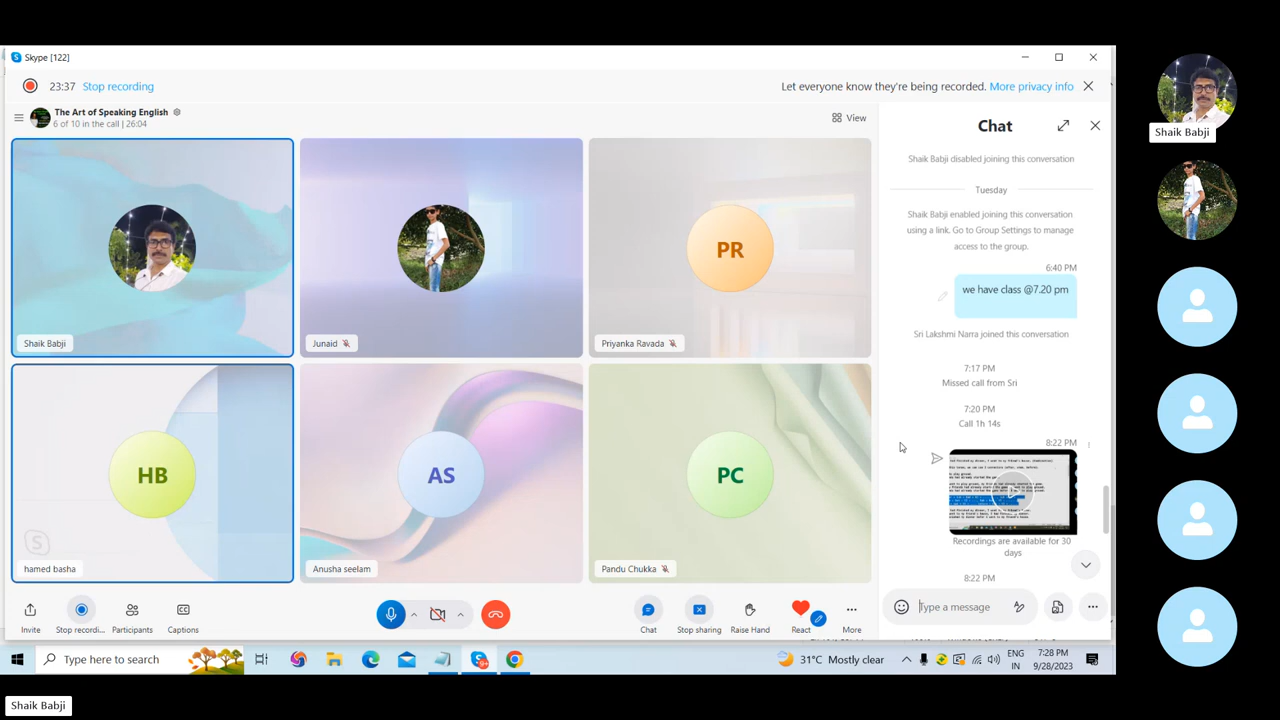 Skype [122]
23:37 Stop recording
Let everyone know they're being recorded. More privacy info
The Art of Speaking English
6 of 10 in the call | 26:04
View
Shaik Babji
Junaid
PR
Priyanka Ravada
HB
hamed basha
AS
Anusha seelam
PC
Pandu Chukka
Chat
Shaik Babji disabled joining this conversation
Tuesday
Shaik Babji enabled joining this conversation
using a link. Go to Group Settings to manage
access to the group.
6:40 PM
we have class @7.20 pm
Sri Lakshmi Narra joined this conversation
7:17 PM
Missed call from Sri
7:20 PM
Call 1h 14s
8:22 PM
Recordings are available for 30
days
8:22 PM
Type a message
Invite
Stop recordi...
Participants
Captions
Chat
Stop sharing
Raise Hand
React
More
Type here to search
31°C Mostly clear
ENG
IN
7:28 PM
9/28/2023
Shaik Babji
Shaik Babji